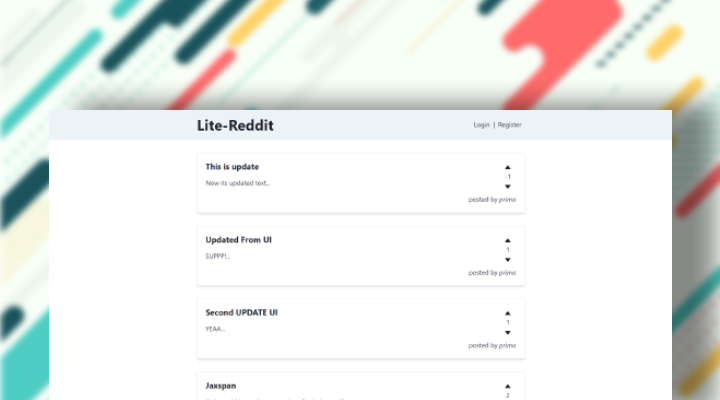 Lite-Reddit
Login | Register
This is update
-1
Now its updated text...
posted by prime
Updated From UI
1
SUPPP!...
posted by prime
Second UPDATE UI
1
YEAA...
posted by prime
Jaxspan
2